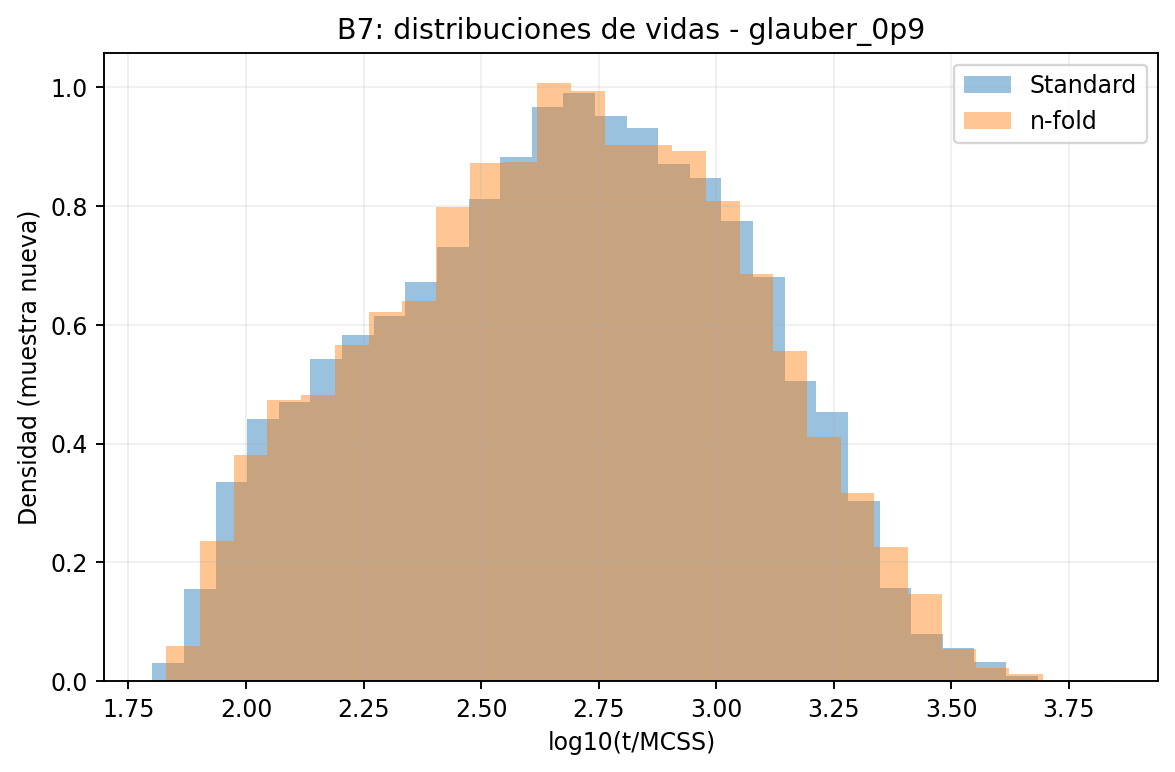 B7: distribuciones de vidas - glauber_0p9
Standard
n-fold
Densidad (muestra nueva)
1.0
0.8
0.6
0.4
0.2
0.0
1.75 2.00 2.25 2.50 2.75 3.00 3.25 3.50 3.75
log10(t/MCSS)